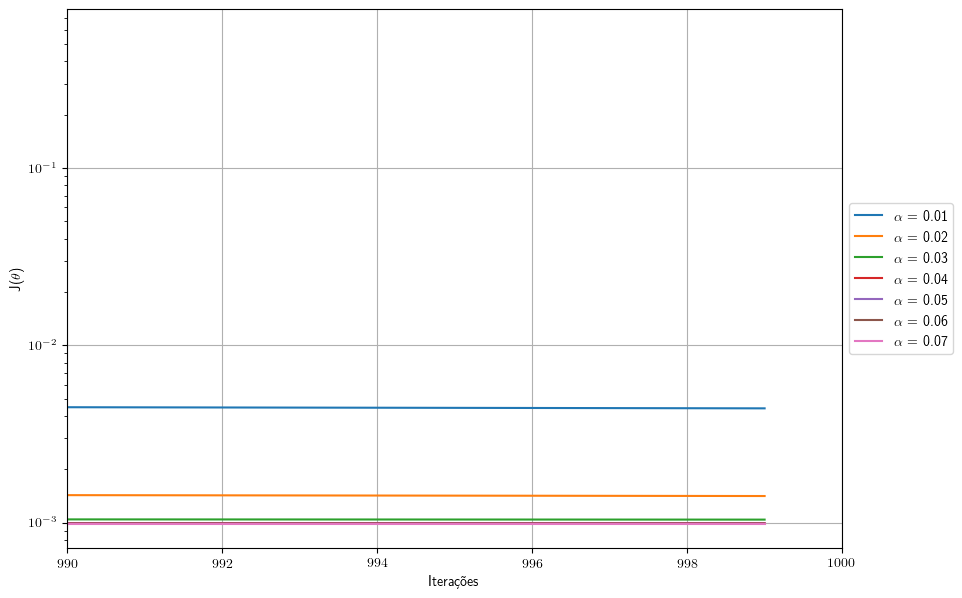 J(θ)
10⁻¹
10⁻²
10⁻³
990 992 994 996 998 1000
Iterações
α = 0.01
α = 0.02
α = 0.03
α = 0.04
α = 0.05
α = 0.06
α = 0.07